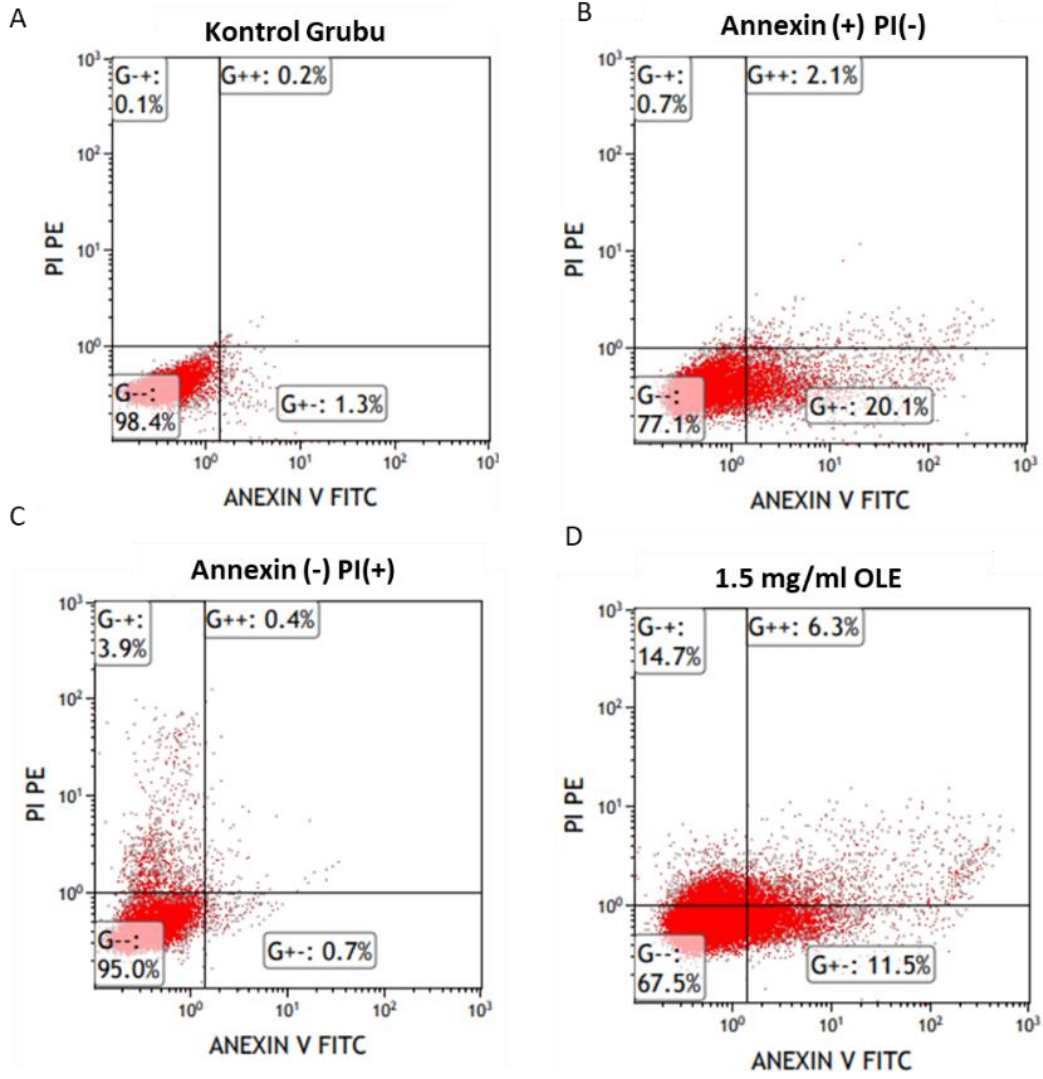 A
Kontrol Grubu
G-+:
0.1%
G++: 0.2%
10³
10²
10¹
10⁰
PI PE
G--:
98.4%
G+-: 1.3%
10⁰
10¹
10²
10³
ANEXIN V FITC
B
Annexin (+) PI(-)
G-+:
0.7%
G++: 2.1%
10³
10²
10¹
10⁰
PI PE
G--:
77.1%
G+-: 20.1%
10⁰
10¹
10²
10³
ANEXIN V FITC
C
Annexin (-) PI(+)
G-+:
3.9%
G++: 0.4%
10³
10²
10¹
10⁰
PI PE
G--:
95.0%
G+-: 0.7%
10⁰
10¹
10²
10³
ANEXIN V FITC
D
1.5 mg/ml OLE
G-+:
14.7%
G++: 6.3%
10³
10²
10¹
10⁰
PI PE
G--:
67.5%
G+-: 11.5%
10⁰
10¹
10²
10³
ANEXIN V FITC